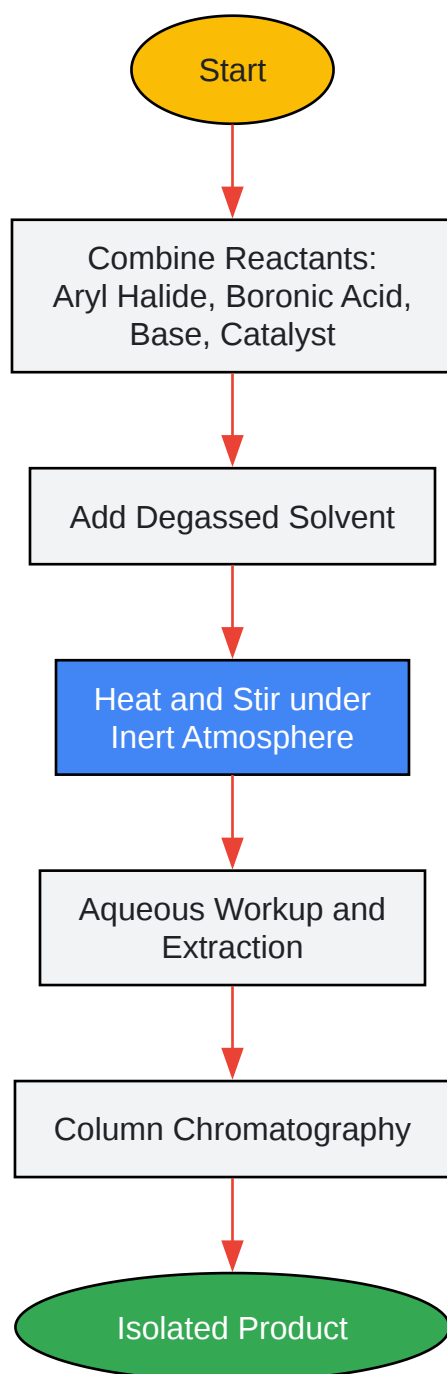 Start
Combine Reactants:
Aryl Halide, Boronic Acid,
Base, Catalyst
Add Degassed Solvent
Heat and Stir under
Inert Atmosphere
Aqueous Workup and
Extraction
Column Chromatography
Isolated Product